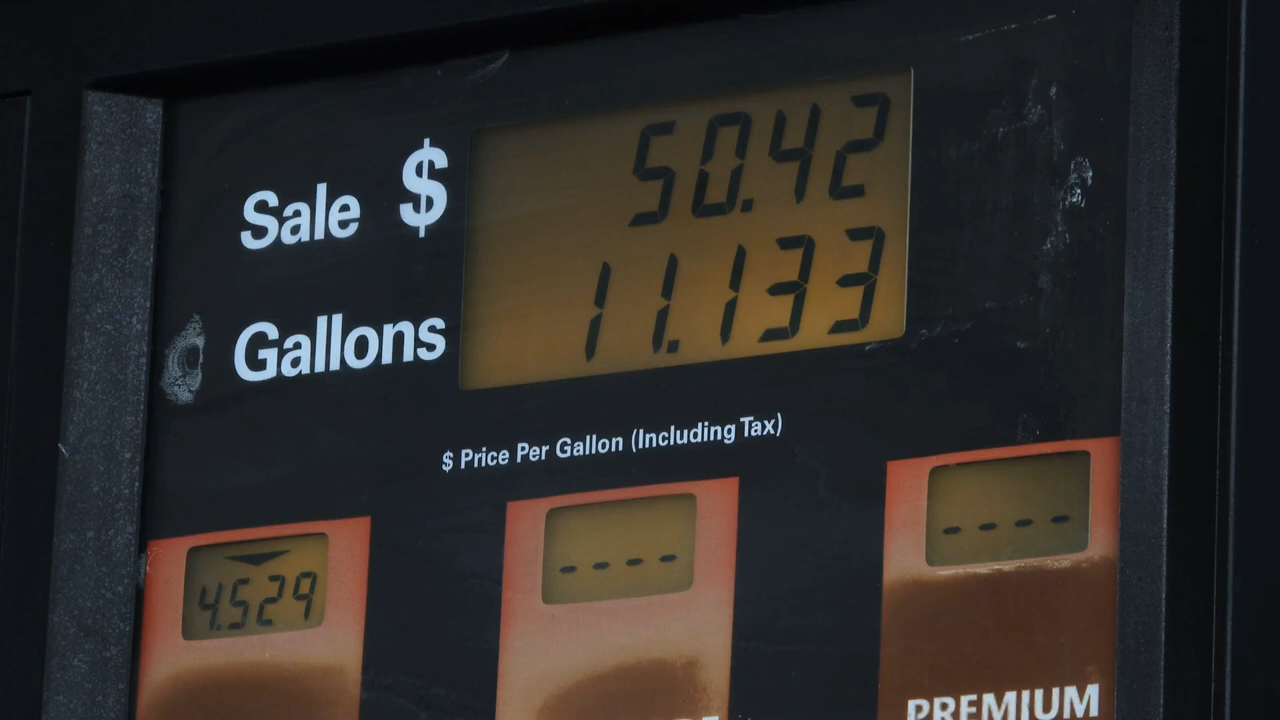 Sale $ 50.42
Gallons 11.133
$ Price Per Gallon (Including Tax)
4.529
----
----
PREMIUM